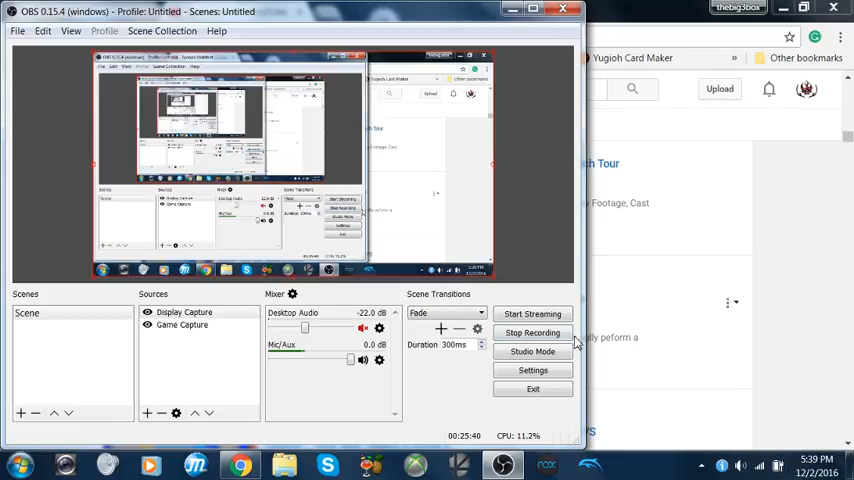 OBS 0.15.4 (windows) - Profile: Untitled - Scenes: Untitled
thebig3box
File Edit View Profile Scene Collection Help
Yugioh Card Maker
Other bookmarks
Upload
ch Tour
y Footage, Cast
ally peform a
Scenes
Sources
Mixer
Scene Transitions
Scene
Display Capture
Game Capture
Desktop Audio -22.0 dB
Mic/Aux 0.0 dB
Fade
Duration 300ms
Start Streaming
Stop Recording
Studio Mode
Settings
Exit
00:25:40 CPU: 11.2%
5:39 PM
12/2/2016